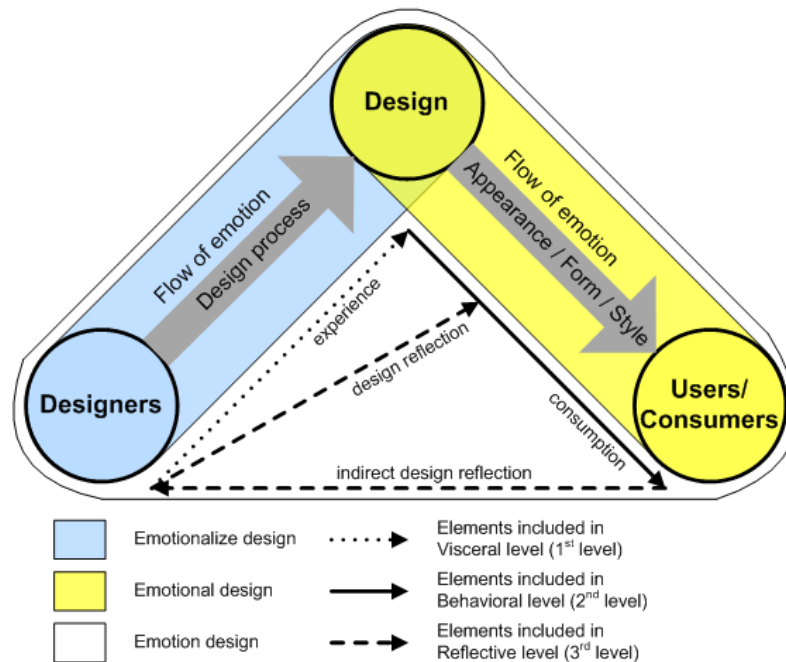 Design
Flow of emotion
Design process
Flow of emotion
Appearance / Form / Style
experience
design reflection
consumption
indirect design reflection
Designers
Users/
Consumers
Emotionalize design
Elements included in
Visceral level (1st level)
Emotional design
Elements included in
Behavioral level (2nd level)
Emotion design
Elements included in
Reflective level (3rd level)